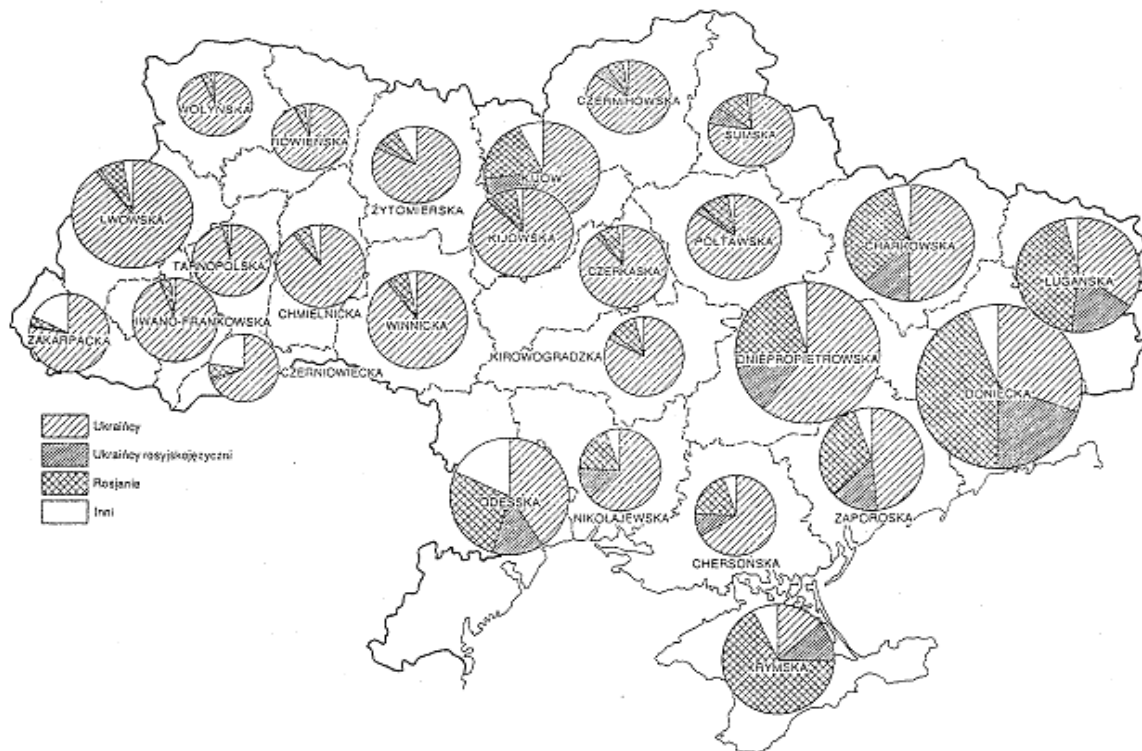 WOŁYŃSKA
ROWIEŃSKA
ŻYTOMIERSKA
KIJÓW
KIJOWSKA
CZERNIHOWSKA
SUMSKA
LWOWSKA
TARNOPOLSKA
CHMIELNICKA
WINNICKA
CZERKASKA
POŁTAWSKA
CHARKOWSKA
ŁUGAŃSKA
ZAKARPACKA
IWANO-FRANKOWSKA
CZERNIOWIECKA
KIROWOGRADZKA
DNIEPROPIETROWSKA
DONIECKA
ODESSKA
NIKOŁAJEWSKA
CHERSOŃSKA
ZAPOROSKA
KRYMSKA
Ukraińcy
Ukraińcy rosyjskojęzyczni
Rosjanie
Inni